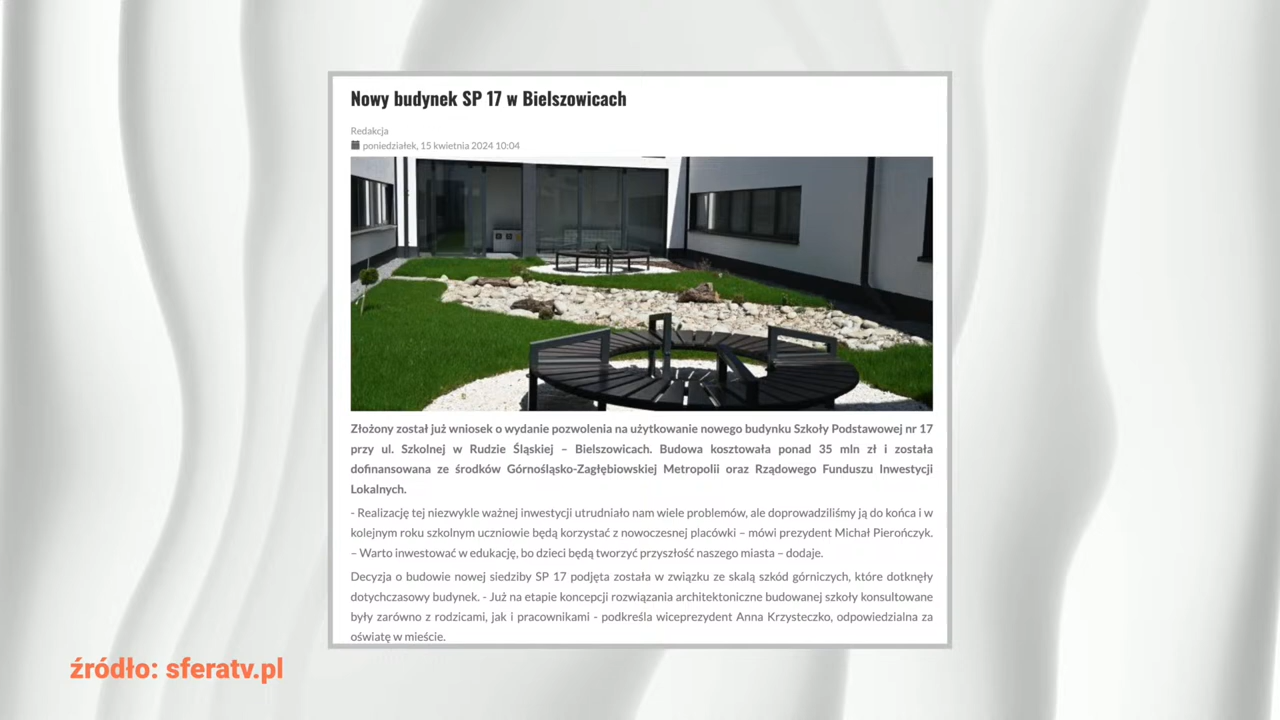 Nowy budynek SP 17 w Bielszowicach
Redakcja
poniedziałek, 15 kwietnia 2024 10:04
Złożony został już wniosek o wydanie pozwolenia na użytkowanie nowego budynku Szkoły Podstawowej nr 17
przy ul. Szkolnej w Rudzie Śląskiej – Bielszowicach. Budowa kosztowała ponad 35 mln zł i została
dofinansowana ze środków Górnośląsko-Zagłębiowskiej Metropolii oraz Rządowego Funduszu Inwestycji
Lokalnych.
- Realizację tej niezwykle ważnej inwestycji utrudniało nam wiele problemów, ale doprowadziliśmy ją do końca i w
kolejnym roku szkolnym uczniowie będą korzystać z nowoczesnej placówki – mówi prezydent Michał Pierończyk.
– Warto inwestować w edukację, bo dzieci będą tworzyć przyszłość naszego miasta – dodaje.
Decyzja o budowie nowej siedziby SP 17 podjęta została w związku ze skalą szkód górniczych, które dotknęły
dotychczasowy budynek. - Już na etapie koncepcji rozwiązania architektoniczne budowanej szkoły konsultowane
były zarówno z rodzicami, jak i pracownikami - podkreśla wiceprezydent Anna Krzysteczko, odpowiedzialna za
oświatę w mieście.
źródło: sferatv.pl